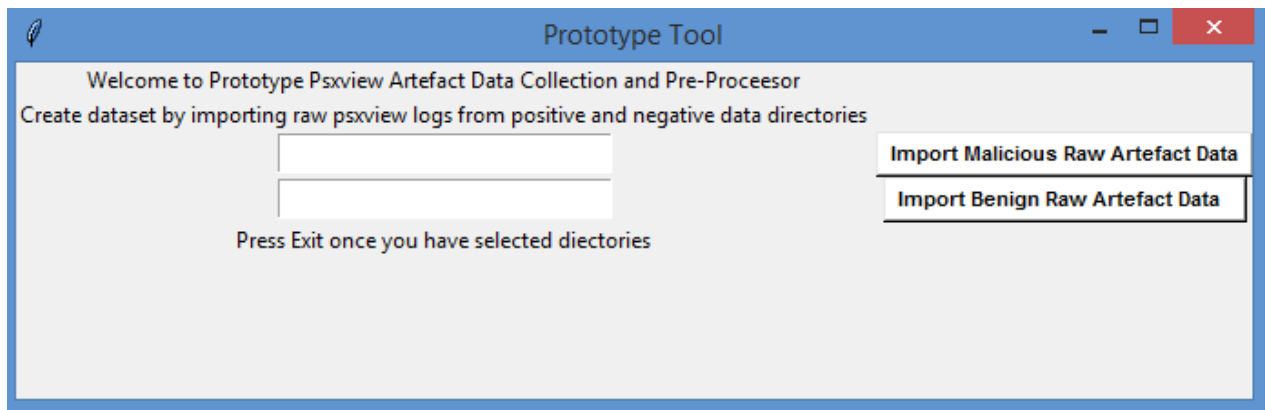 Prototype Tool
Welcome to Prototype Psxview Artefact Data Collection and Pre-Proceesor
Create dataset by importing raw psxview logs from positive and negative data directories
Import Malicious Raw Artefact Data
Import Benign Raw Artefact Data
Press Exit once you have selected diectories